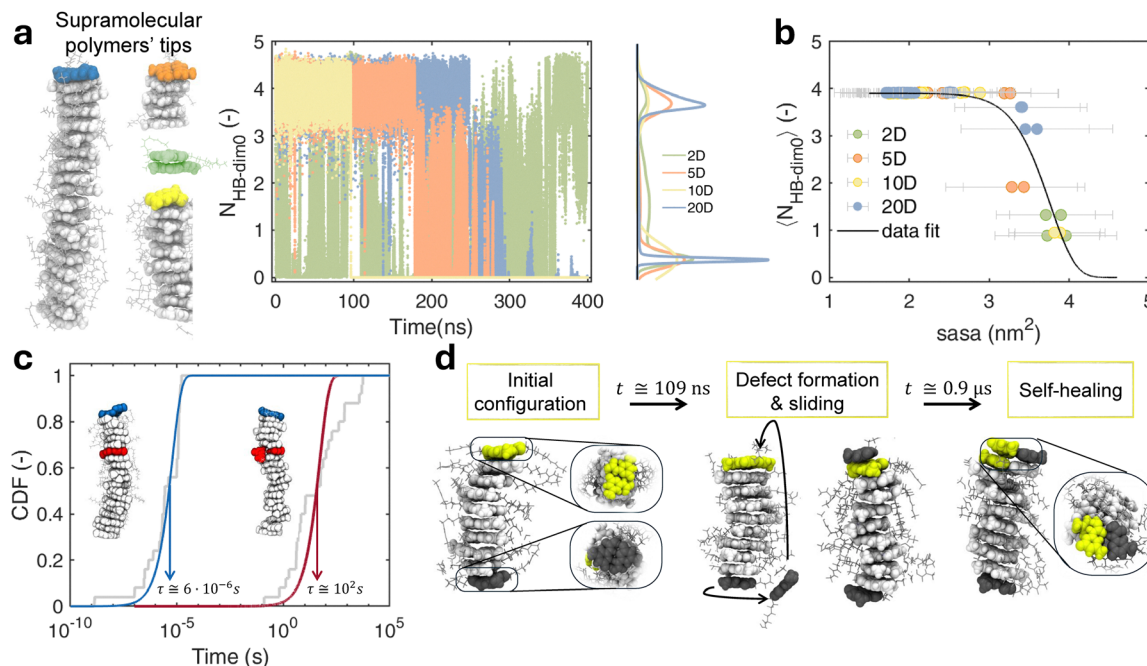 a
Supramolecular
polymers' tips
N_HB-dim0 (-)
5
4
3
2
1
0
0
100
200
300
400
Time(ns)
2D
5D
10D
20D
b
⟨N_HB-dim0⟩ (-)
5
4
3
2
1
0
2D
5D
10D
20D
data fit
1
2
3
4
5
sasa (nm²)
c
CDF (-)
1
0.8
0.6
0.4
0.2
0
τ ≅ 6 · 10⁻⁶s
τ ≅ 10²s
10⁻¹⁰
10⁻⁵
10⁰
10⁵
Time (s)
d
Initial
configuration
t ≅ 109 ns
Defect formation
& sliding
t ≅ 0.9 μs
Self-healing